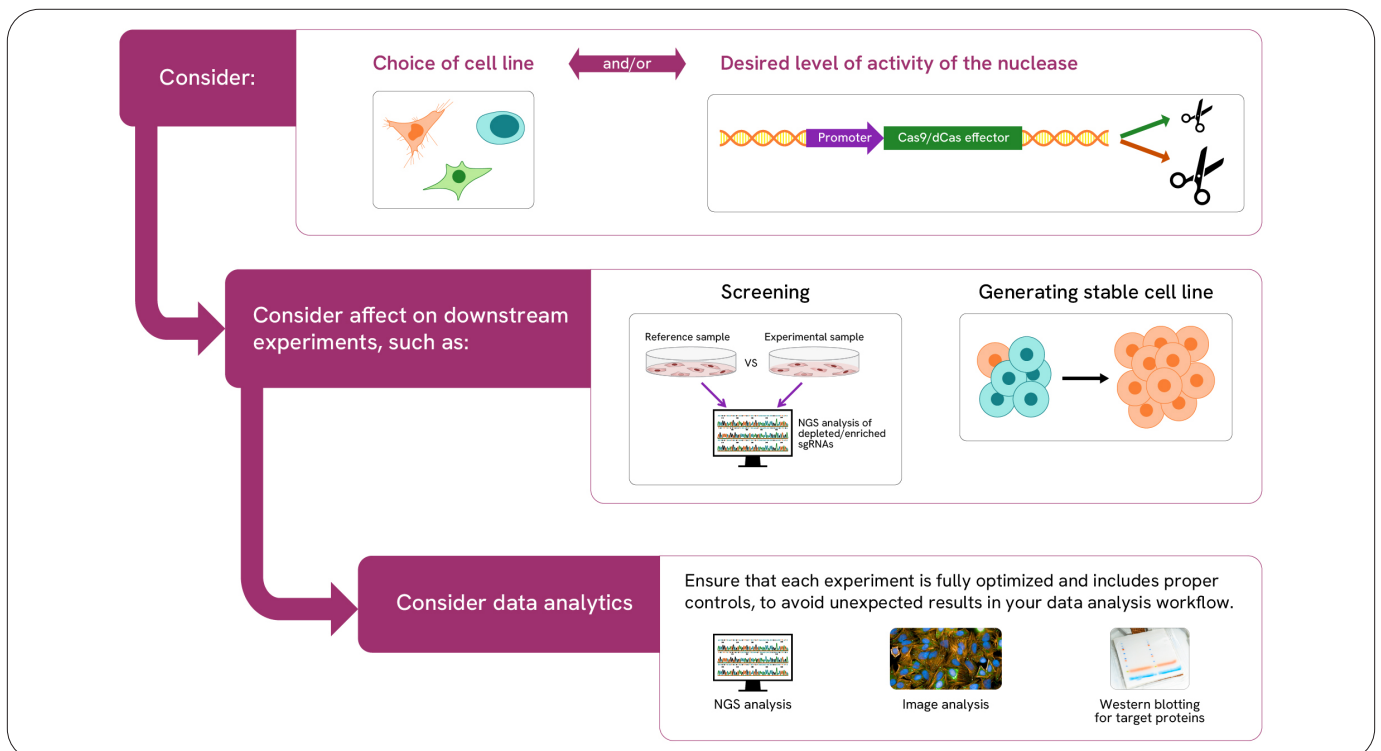 Consider:
Choice of cell line
and/or
Desired level of activity of the nuclease
Promoter
Cas9/dCas effector
Consider affect on downstream
experiments, such as:
Screening
Reference sample
VS
Experimental sample
NGS analysis of
depleted/enriched
sgRNAs
Generating stable cell line
Consider data analytics
Ensure that each experiment is fully optimized and includes proper
controls, to avoid unexpected results in your data analysis workflow.
NGS analysis
Image analysis
Western blotting
for target proteins